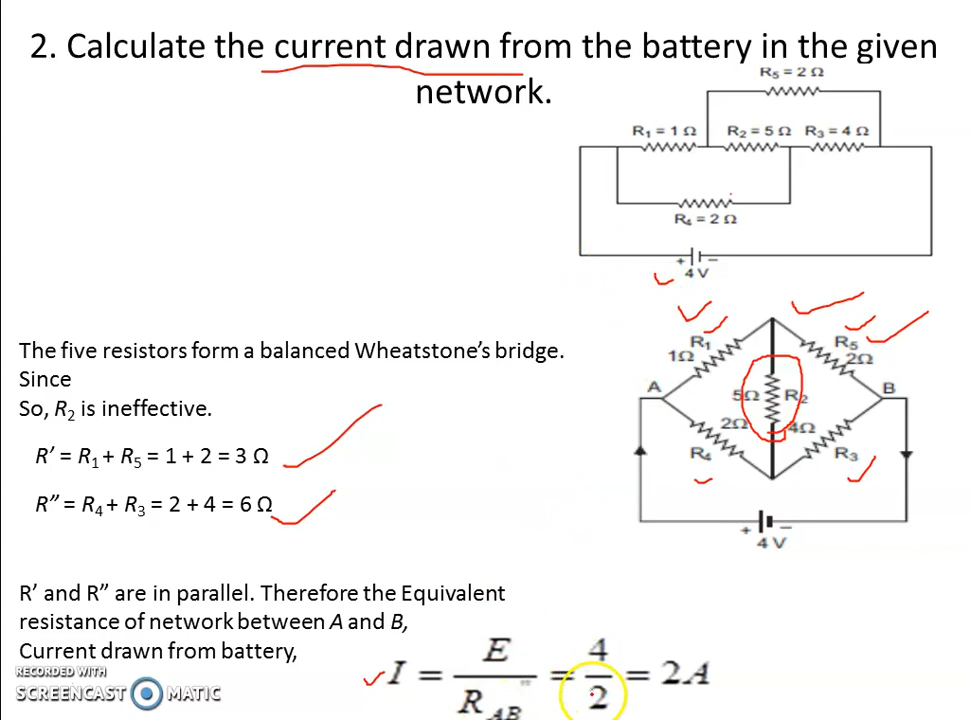 2. Calculate the current drawn from the battery in the given
network.
R5 = 2 Ω
R1 = 1 Ω R2 = 5 Ω R3 = 4 Ω
R4 = 2 Ω
+ −
4 V
The five resistors form a balanced Wheatstone’s bridge.
Since
So, R2 is ineffective.
R’ = R1 + R5 = 1 + 2 = 3 Ω
R” = R4 + R3 = 2 + 4 = 6 Ω
R1 R5
1Ω 2Ω
A B
5Ω R2
2Ω 4Ω
R4 R3
+ −
4 V
R’ and R” are in parallel. Therefore the Equivalent
resistance of network between A and B,
Current drawn from battery,
I = E / R AB = 4 / 2 = 2A
RECORDED WITH
SCREENCAST MATIC